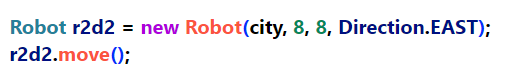 Robot r2d2 = new Robot(city, 8, 8, Direction.EAST);
r2d2.move();